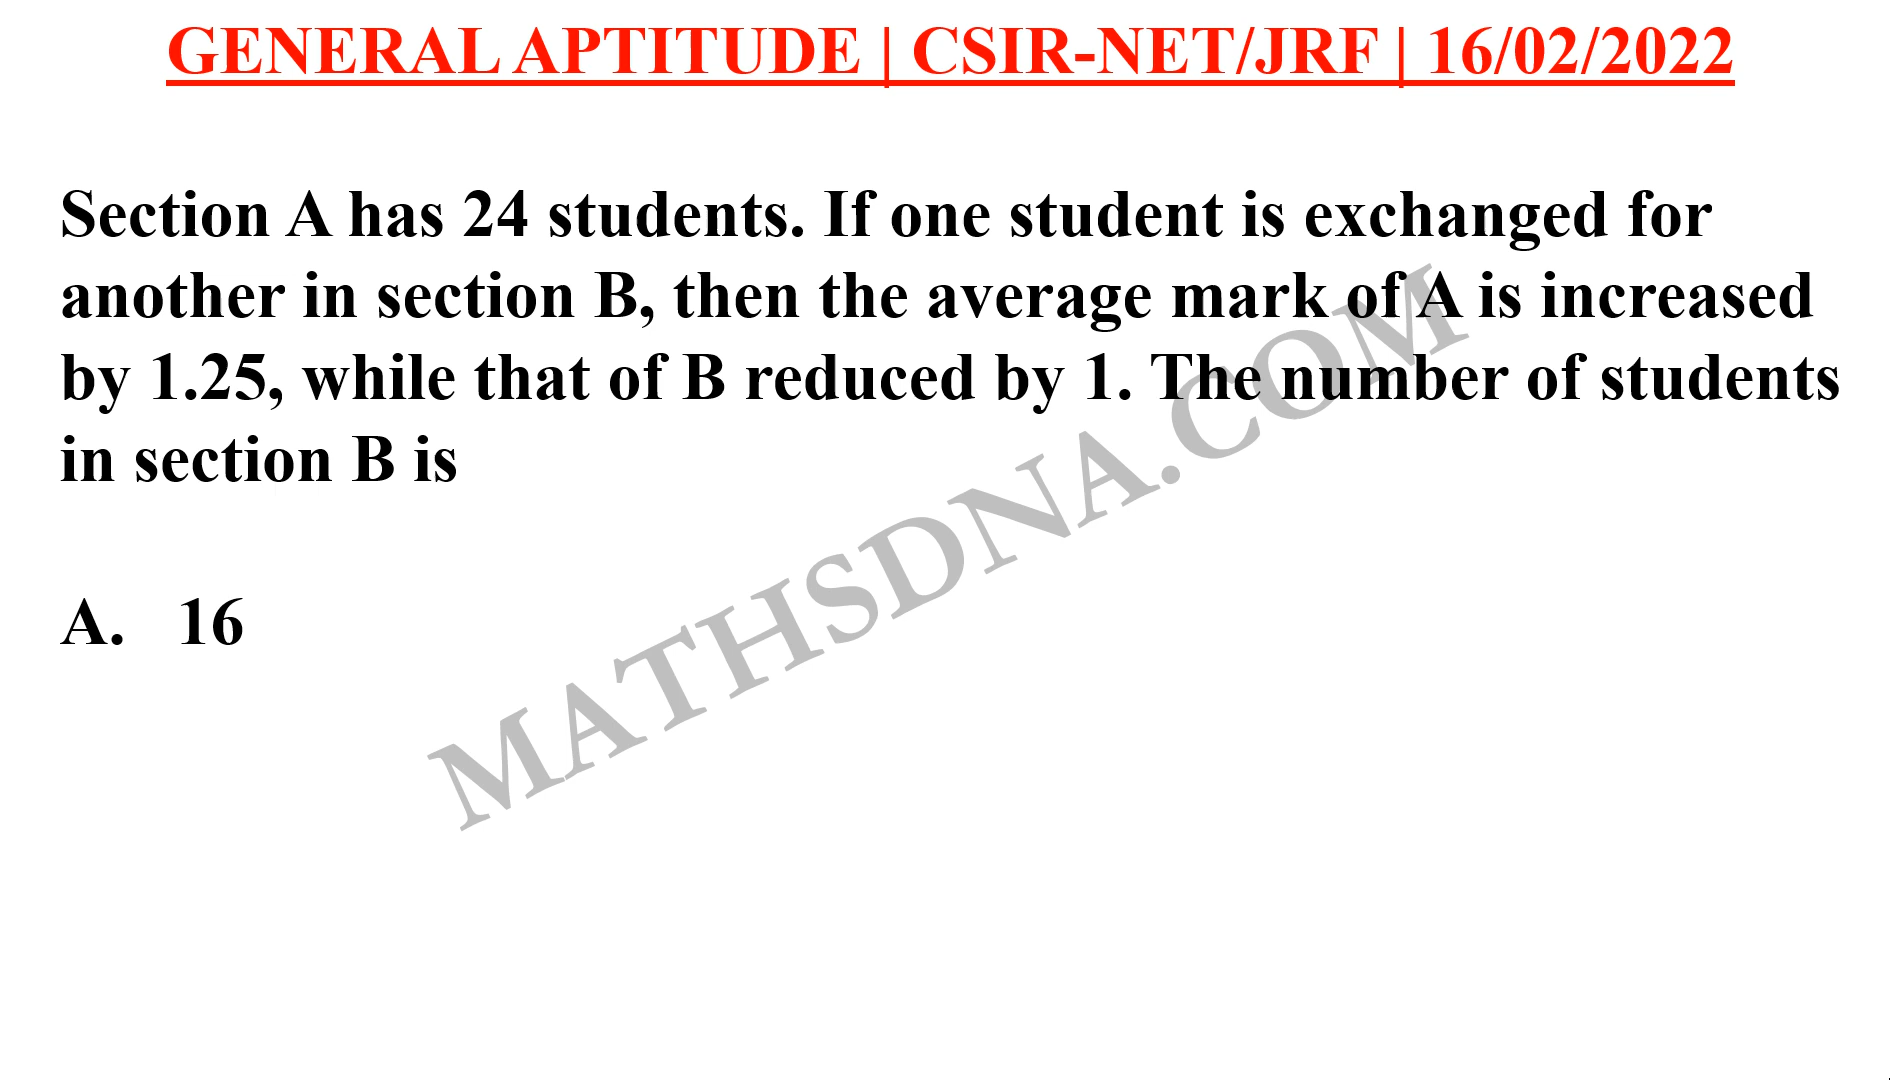 GENERAL APTITUDE | CSIR-NET/JRF | 16/02/2022
Section A has 24 students. If one student is exchanged for
another in section B, then the average mark of A is increased
by 1.25, while that of B reduced by 1. The number of students
in section B is
A. 16
MATHSDNA.COM